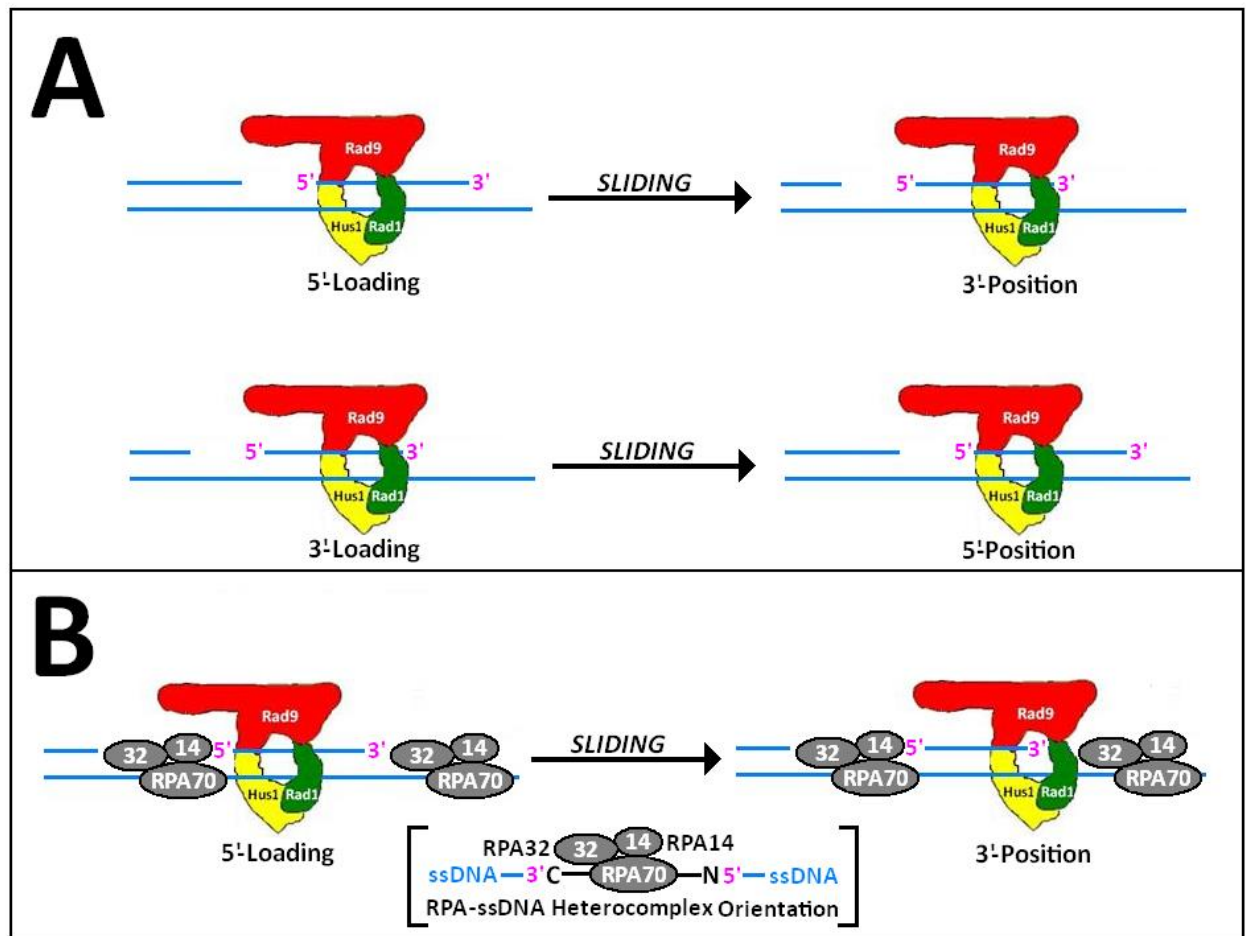 A
Rad9
Rad9
5' 3' SLIDING 5' 3'
Hus1 Rad1
Hus1 Rad1
5'-Loading
3'-Position
Rad9
Rad9
5' 3' SLIDING 5' 3'
Hus1 Rad1
Hus1 Rad1
3'-Loading
5'-Position
B
Rad9
Rad9
32 14 5' 3' 32 14 SLIDING 32 14 5' 3' 32 14
RPA70 RPA70 RPA70 RPA70
Hus1 Rad1
Hus1 Rad1
5'-Loading
3'-Position
RPA32 32 14 RPA14
ssDNA 3' C RPA70 N 5' ssDNA
RPA-ssDNA Heterocomplex Orientation